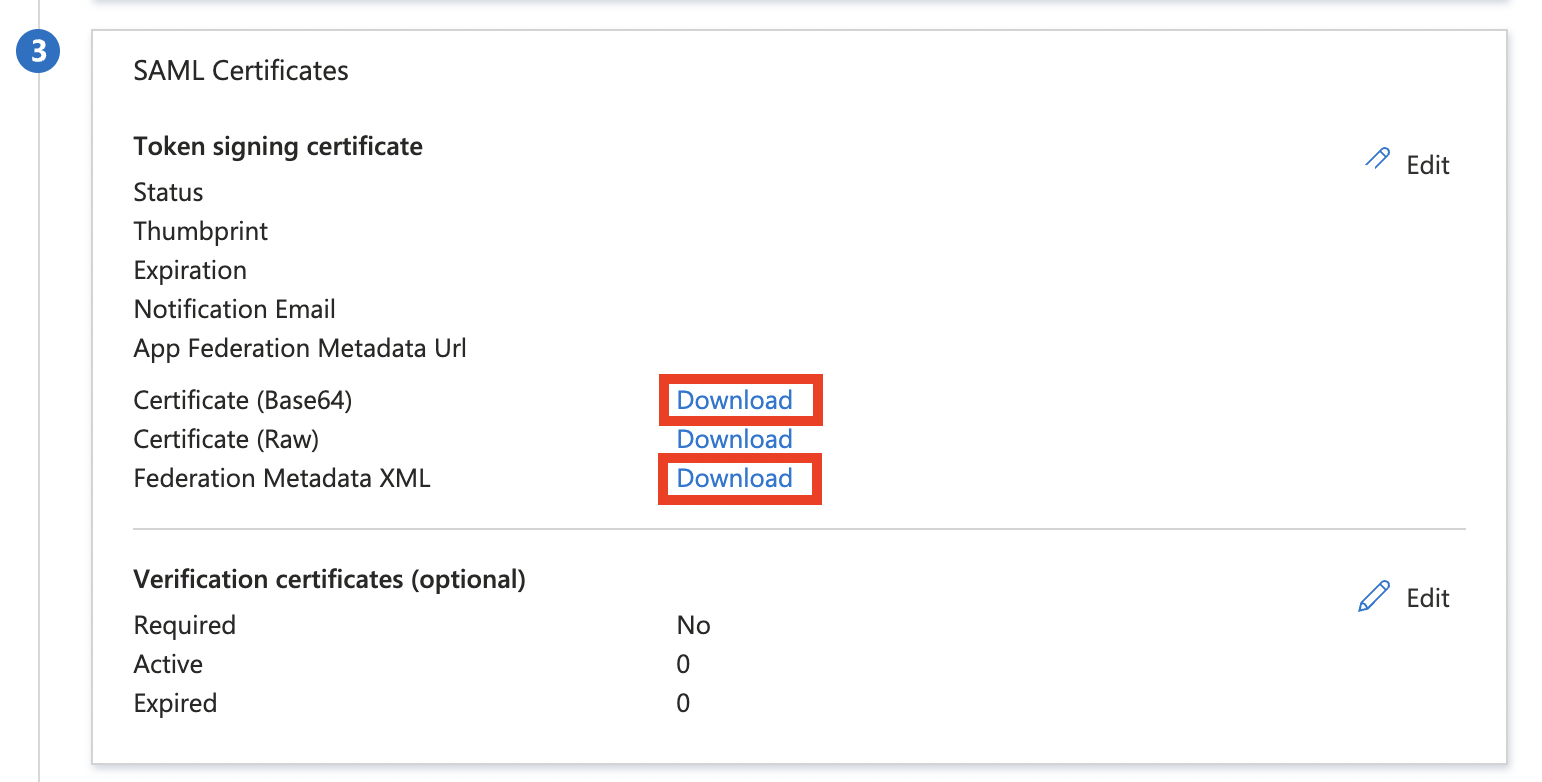 3
SAML Certificates
Token signing certificate
Edit
Status
Thumbprint
Expiration
Notification Email
App Federation Metadata Url
Certificate (Base64) Download
Certificate (Raw) Download
Federation Metadata XML Download
Verification certificates (optional)
Edit
Required No
Active 0
Expired 0